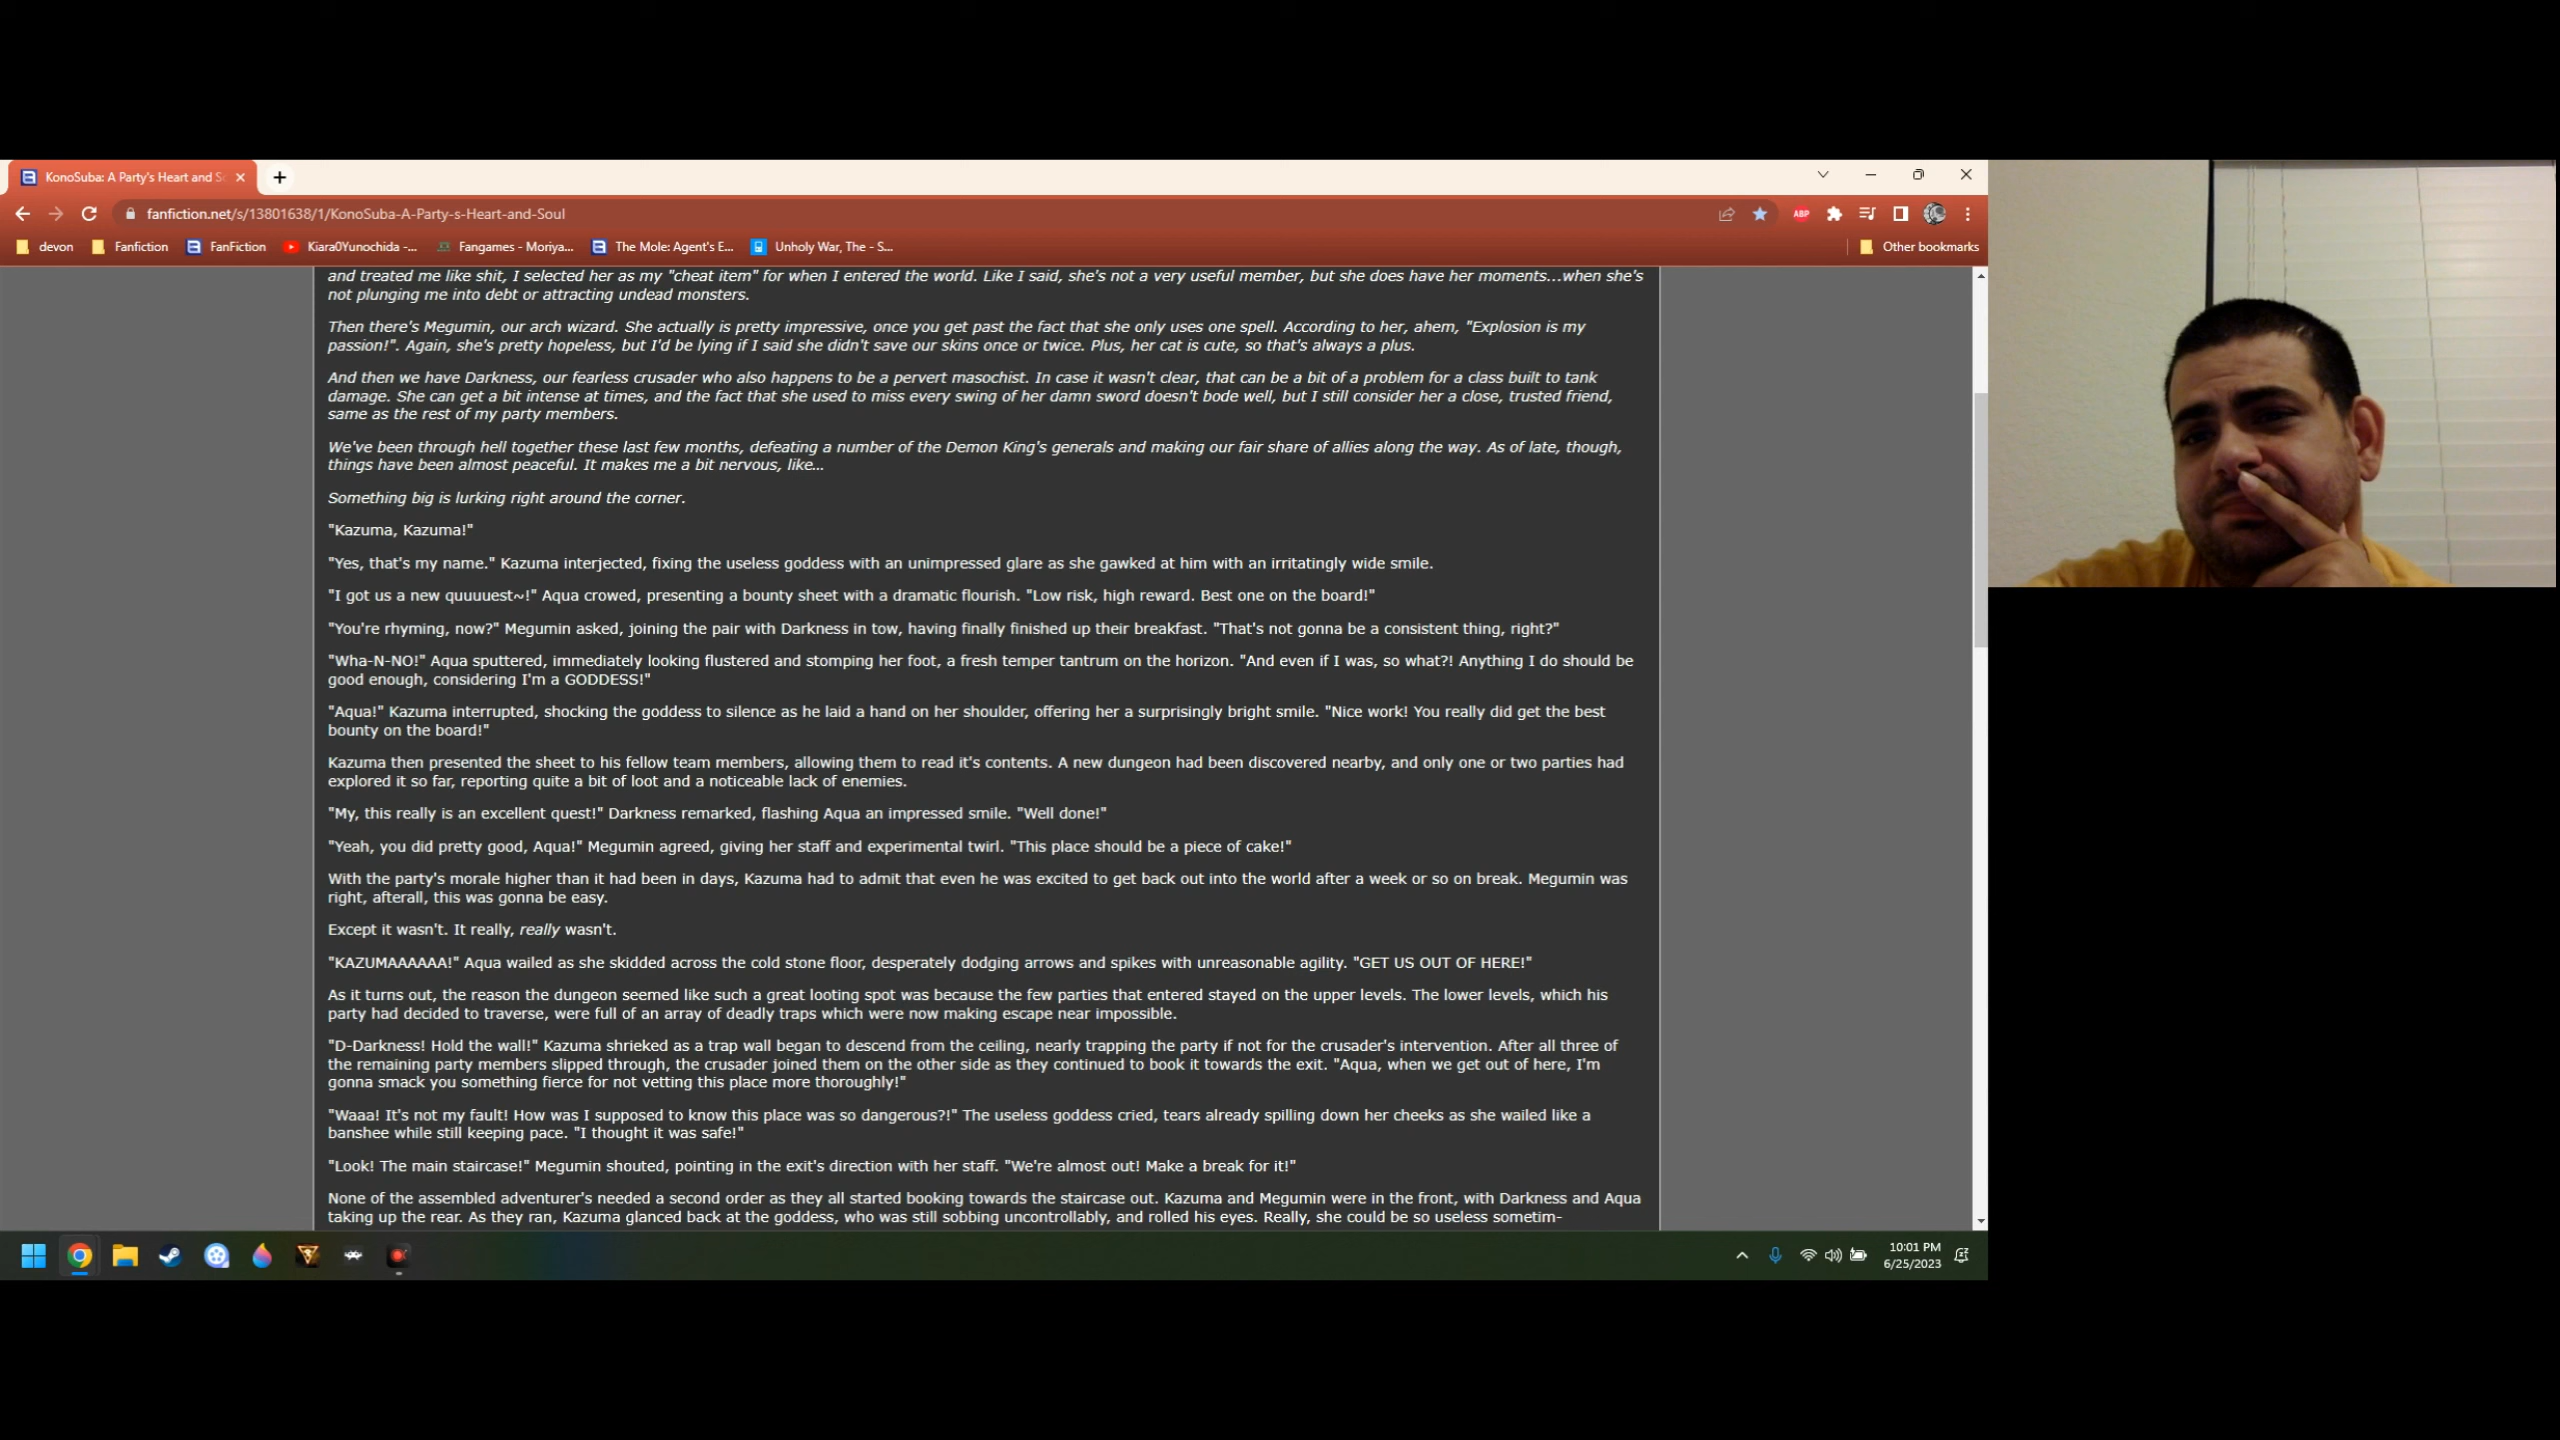 KonoSuba: A Party's Heart and S
fanfiction.net/s/13801638/1/KonoSuba-A-Party-s-Heart-and-Soul
ABP
devon
Fanfiction
FanFiction
Kiara0Yunochida -...
Fangames - Moriya...
The Mole: Agent's E...
Unholy War, The - S...
Other bookmarks
and treated me like shit, I selected her as my "cheat item" for when I entered the world. Like I said, she's not a very useful member, but she does have her moments...when she's
not plunging me into debt or attracting undead monsters.
Then there's Megumin, our arch wizard. She actually is pretty impressive, once you get past the fact that she only uses one spell. According to her, ahem, "Explosion is my
passion!". Again, she's pretty hopeless, but I'd be lying if I said she didn't save our skins once or twice. Plus, her cat is cute, so that's always a plus.
And then we have Darkness, our fearless crusader who also happens to be a pervert masochist. In case it wasn't clear, that can be a bit of a problem for a class built to tank
damage. She can get a bit intense at times, and the fact that she used to miss every swing of her damn sword doesn't bode well, but I still consider her a close, trusted friend,
same as the rest of my party members.
We've been through hell together these last few months, defeating a number of the Demon King's generals and making our fair share of allies along the way. As of late, though,
things have been almost peaceful. It makes me a bit nervous, like...
Something big is lurking right around the corner.
"Kazuma, Kazuma!"
"Yes, that's my name." Kazuma interjected, fixing the useless goddess with an unimpressed glare as she gawked at him with an irritatingly wide smile.
"I got us a new quuuuest~!" Aqua crowed, presenting a bounty sheet with a dramatic flourish. "Low risk, high reward. Best one on the board!"
"You're rhyming, now?" Megumin asked, joining the pair with Darkness in tow, having finally finished up their breakfast. "That's not gonna be a consistent thing, right?"
"Wha-N-NO!" Aqua sputtered, immediately looking flustered and stomping her foot, a fresh temper tantrum on the horizon. "And even if I was, so what?! Anything I do should be
good enough, considering I'm a GODDESS!"
"Aqua!" Kazuma interrupted, shocking the goddess to silence as he laid a hand on her shoulder, offering her a surprisingly bright smile. "Nice work! You really did get the best
bounty on the board!"
Kazuma then presented the sheet to his fellow team members, allowing them to read it's contents. A new dungeon had been discovered nearby, and only one or two parties had
explored it so far, reporting quite a bit of loot and a noticeable lack of enemies.
"My, this really is an excellent quest!" Darkness remarked, flashing Aqua an impressed smile. "Well done!"
"Yeah, you did pretty good, Aqua!" Megumin agreed, giving her staff and experimental twirl. "This place should be a piece of cake!"
With the party's morale higher than it had been in days, Kazuma had to admit that even he was excited to get back out into the world after a week or so on break. Megumin was
right, afterall, this was gonna be easy.
Except it wasn't. It really, really wasn't.
"KAZUMAAAAAA!" Aqua wailed as she skidded across the cold stone floor, desperately dodging arrows and spikes with unreasonable agility. "GET US OUT OF HERE!"
As it turns out, the reason the dungeon seemed like such a great looting spot was because the few parties that entered stayed on the upper levels. The lower levels, which his
party had decided to traverse, were full of an array of deadly traps which were now making escape near impossible.
"D-Darkness! Hold the wall!" Kazuma shrieked as a trap wall began to descend from the ceiling, nearly trapping the party if not for the crusader's intervention. After all three of
the remaining party members slipped through, the crusader joined them on the other side as they continued to book it towards the exit. "Aqua, when we get out of here, I'm
gonna smack you something fierce for not vetting this place more thoroughly!"
"Waaa! It's not my fault! How was I supposed to know this place was so dangerous?!" The useless goddess cried, tears already spilling down her cheeks as she wailed like a
banshee while still keeping pace. "I thought it was safe!"
"Look! The main staircase!" Megumin shouted, pointing in the exit's direction with her staff. "We're almost out! Make a break for it!"
None of the assembled adventurer's needed a second order as they all started booking towards the staircase out. Kazuma and Megumin were in the front, with Darkness and Aqua
taking up the rear. As they ran, Kazuma glanced back at the goddess, who was still sobbing uncontrollably, and rolled his eyes. Really, she could be so useless sometim-
10:01 PM
6/25/2023